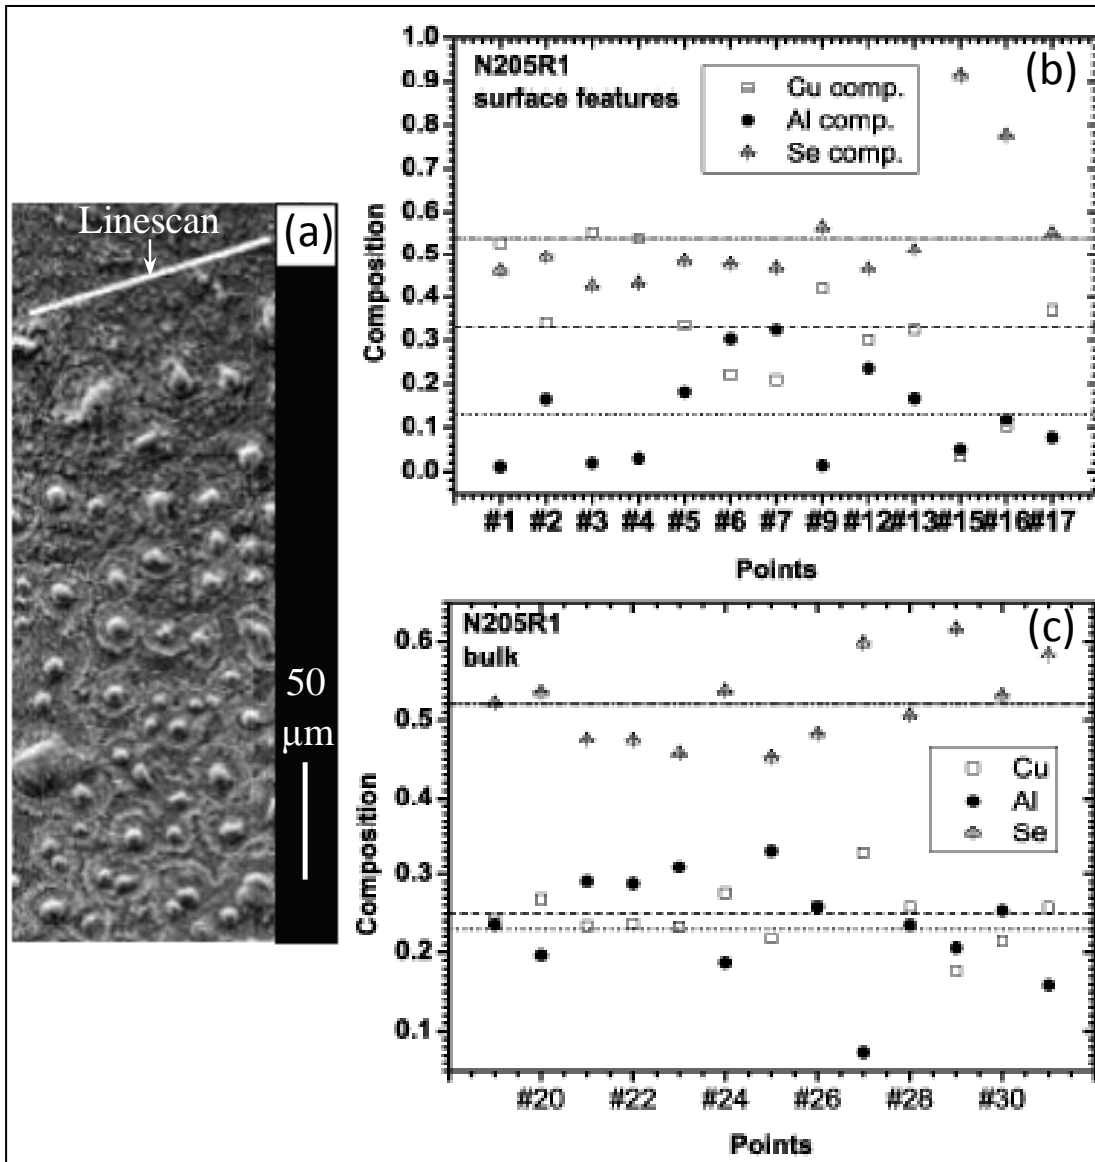 Linescan
(a)
50
µm
N205R1
surface features
(b)
Cu comp.
Al comp.
Se comp.
1.0
0.9
0.8
0.7
0.6
0.5
0.4
0.3
0.2
0.1
0.0
Composition
#1 #2 #3 #4 #5 #6 #7 #9 #12 #13 #15 #16 #17
Points
N205R1
bulk
(c)
Cu
Al
Se
0.6
0.5
0.4
0.3
0.2
0.1
Composition
#20 #22 #24 #26 #28 #30
Points